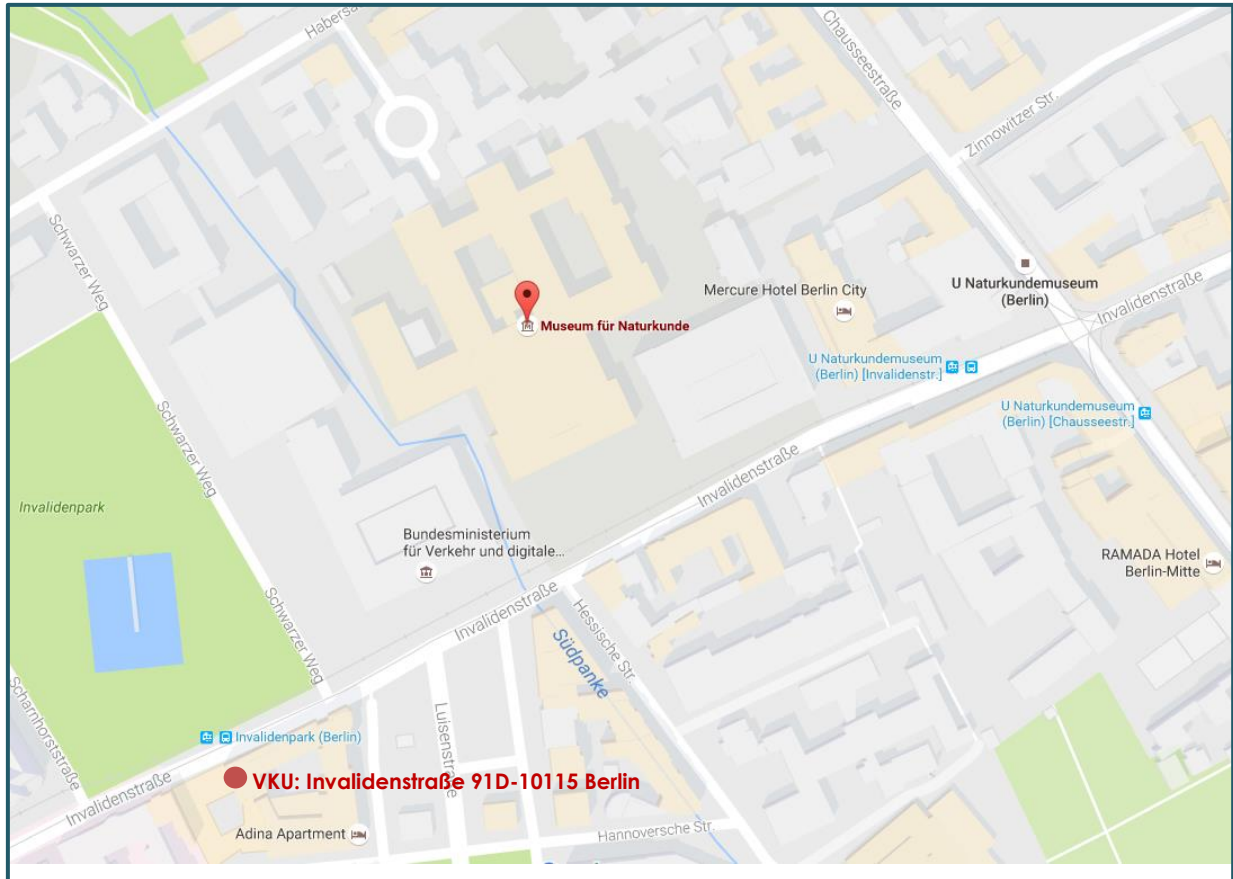 Habersa
Chausseestraße
Zinnowitzer Str.
Schwarzer Weg
Mercure Hotel Berlin City
U Naturkundemuseum
(Berlin)
Invalidenstraße
Museum für Naturkunde
U Naturkundemuseum
(Berlin) [Invalidenstr.]
U Naturkundemuseum
(Berlin) [Chausseestr.]
Schwarzer Weg
Invalidenpark
Invalidenstraße
Bundesministerium
für Verkehr und digitale...
RAMADA Hotel
Berlin-Mitte
Invalidenstraße
Hessische Str.
Südpanke
Schwarzer Weg
Scharnhorststraße
Luisenstraße
Invalidenpark (Berlin)
VKU: Invalidenstraße 91D-10115 Berlin
Invalidenstraße
Adina Apartment
Hannoversche Str.